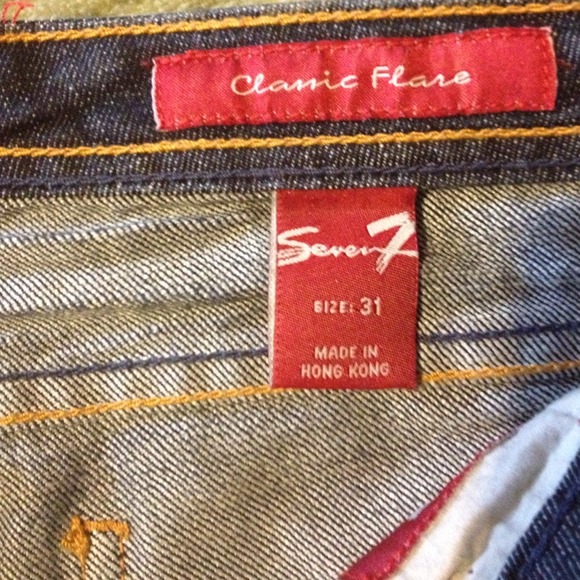 Classic Flare
Seven7
SIZE: 31
MADE IN
HONG KONG